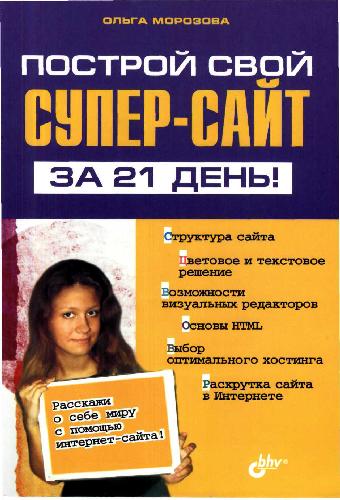 ОЛЬГА МОРОЗОВА
ПОСТРОЙ СВОЙ
СУПЕР-САЙТ
ЗА 21 ДЕНЬ!
Структура сайта
Цветовое и текстовое
решение
Возможности
визуальных редакторов
Основы HTML
Выбор
оптимального хостинга
Раскрутка сайта
в Интернете
Расскажи
о себе миру
с помощью
интернет-сайта!
bhv®